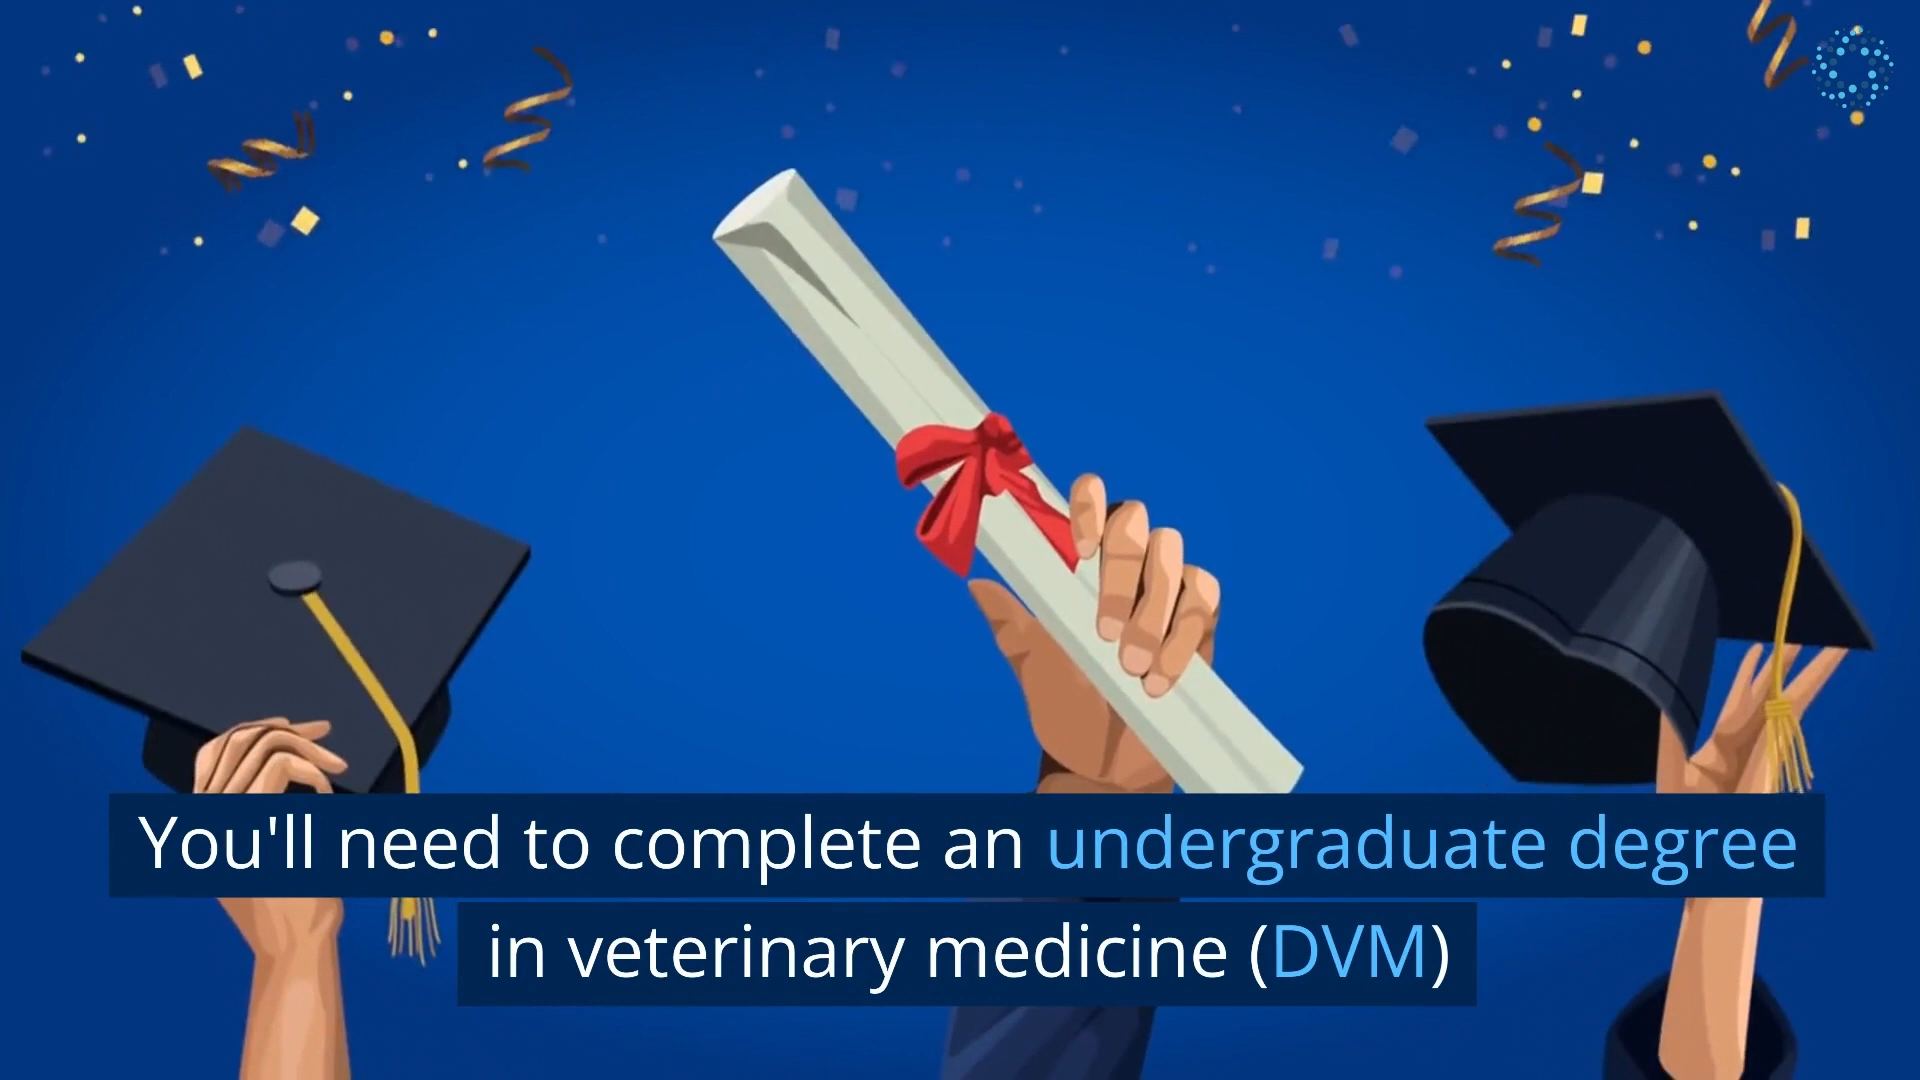 You'll need to complete an undergraduate degree
in veterinary medicine (DVM)